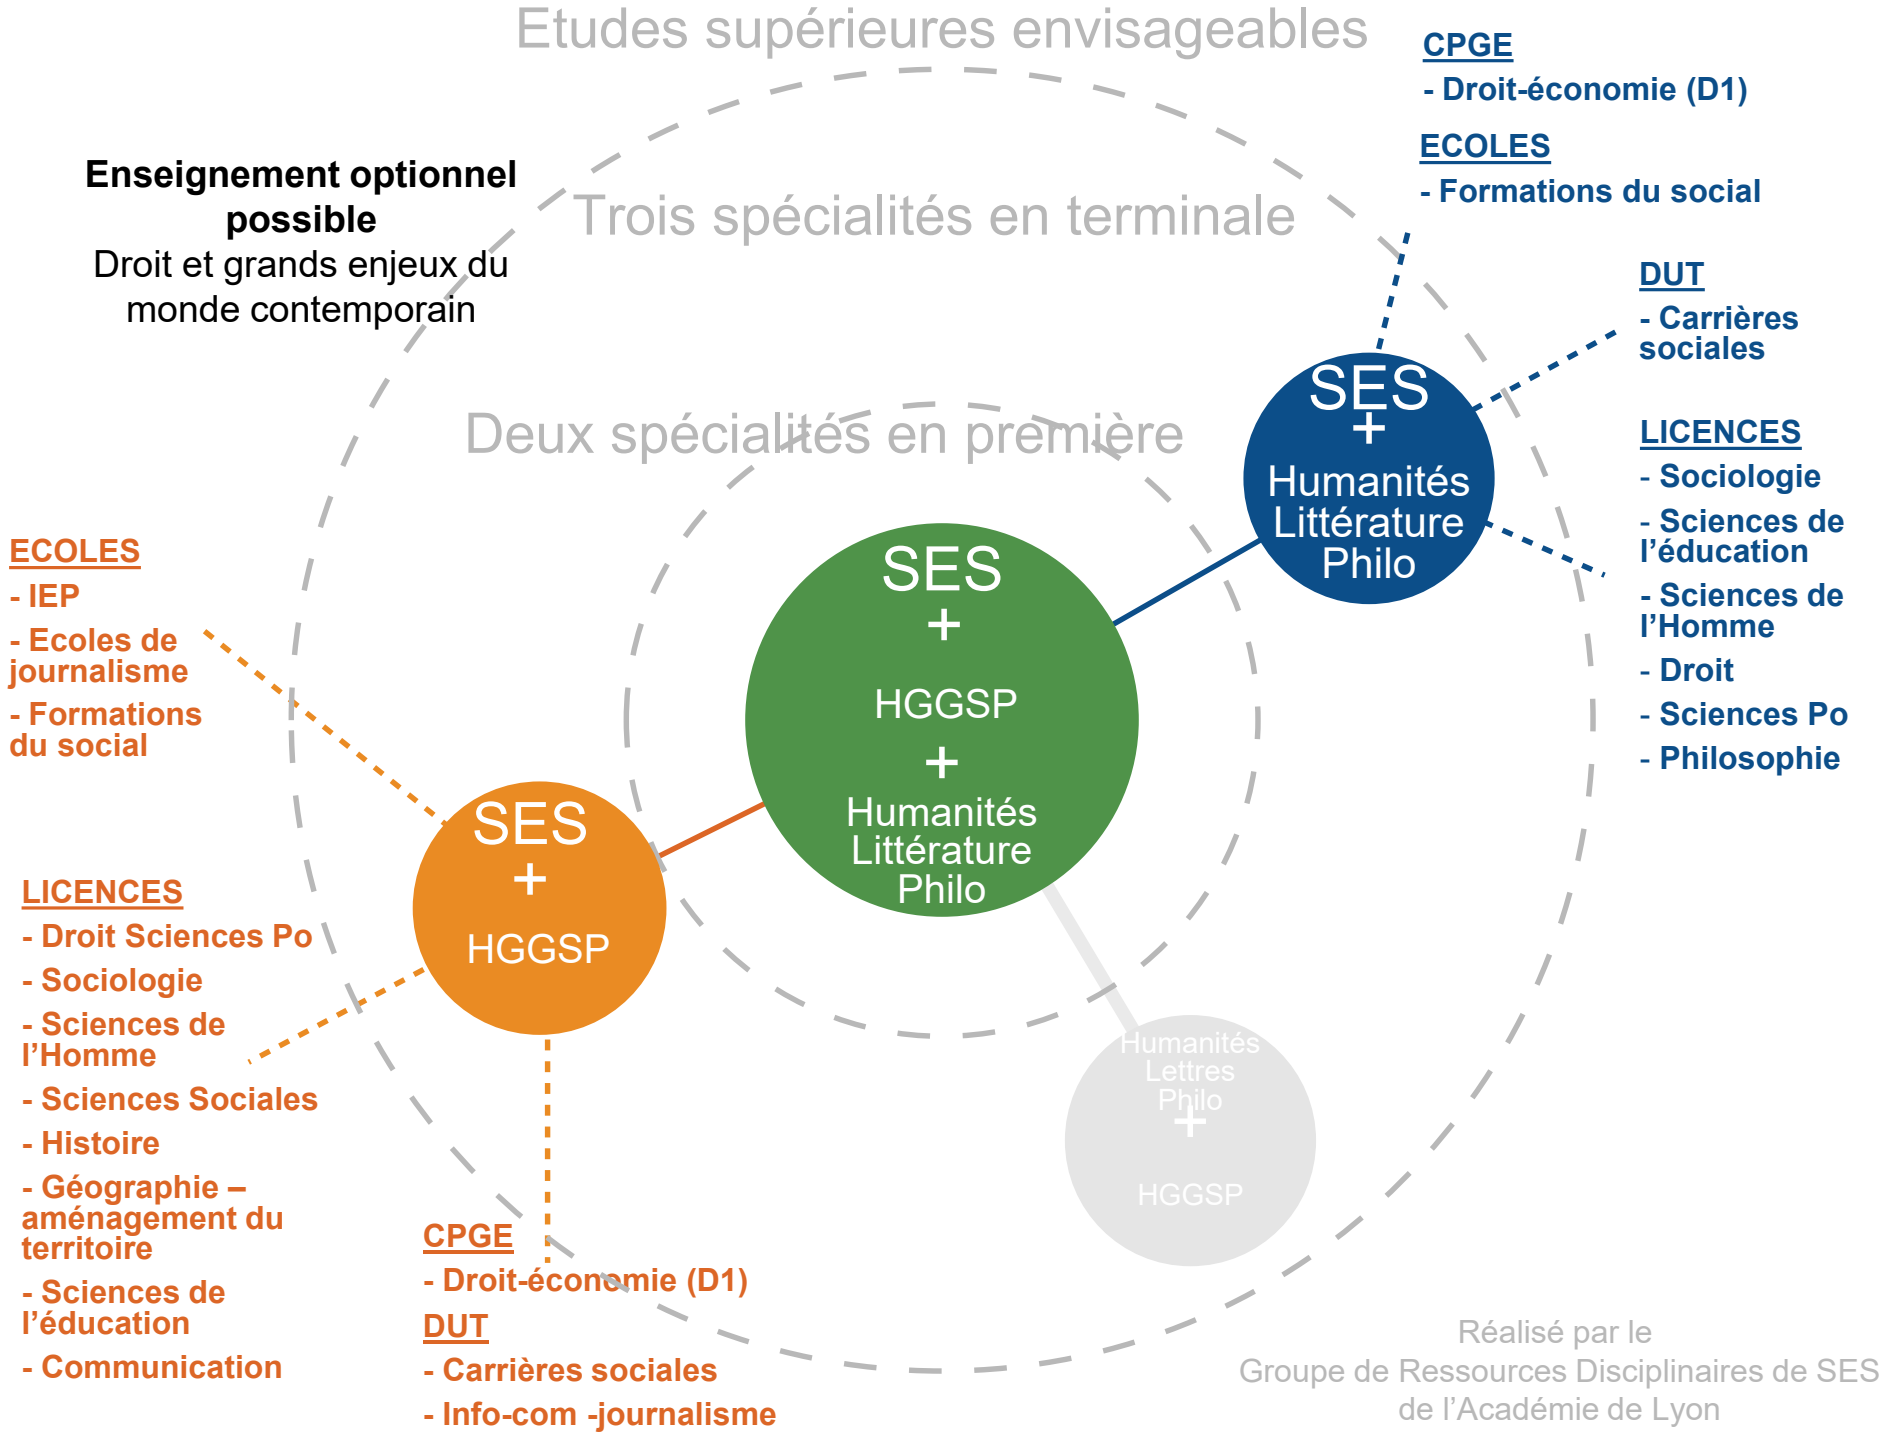 Etudes supérieures envisageables
Trois spécialités en terminale
Deux spécialités en première
Enseignement optionnel
possible
Droit et grands enjeux du
monde contemporain
CPGE
- Droit-économie (D1)
ECOLES
- Formations du social
DUT
- Carrières
sociales
LICENCES
- Sociologie
- Sciences de
l’éducation
- Sciences de
l’Homme
- Droit
- Sciences Po
- Philosophie
SES
+
Humanités
Littérature
Philo
SES
+
HGGSP
+
Humanités
Littérature
Philo
ECOLES
- IEP
- Ecoles de
journalisme
- Formations
du social
SES
+
HGGSP
LICENCES
- Droit Sciences Po
- Sociologie
- Sciences de
l’Homme
- Sciences Sociales
- Histoire
- Géographie –
aménagement du
territoire
- Sciences de
l’éducation
- Communication
CPGE
- Droit-économie (D1)
DUT
- Carrières sociales
- Info-com -journalisme
Humanités
Lettres
Philo
+
HGGSP
Réalisé par le
Groupe de Ressources Disciplinaires de SES
de l’Académie de Lyon